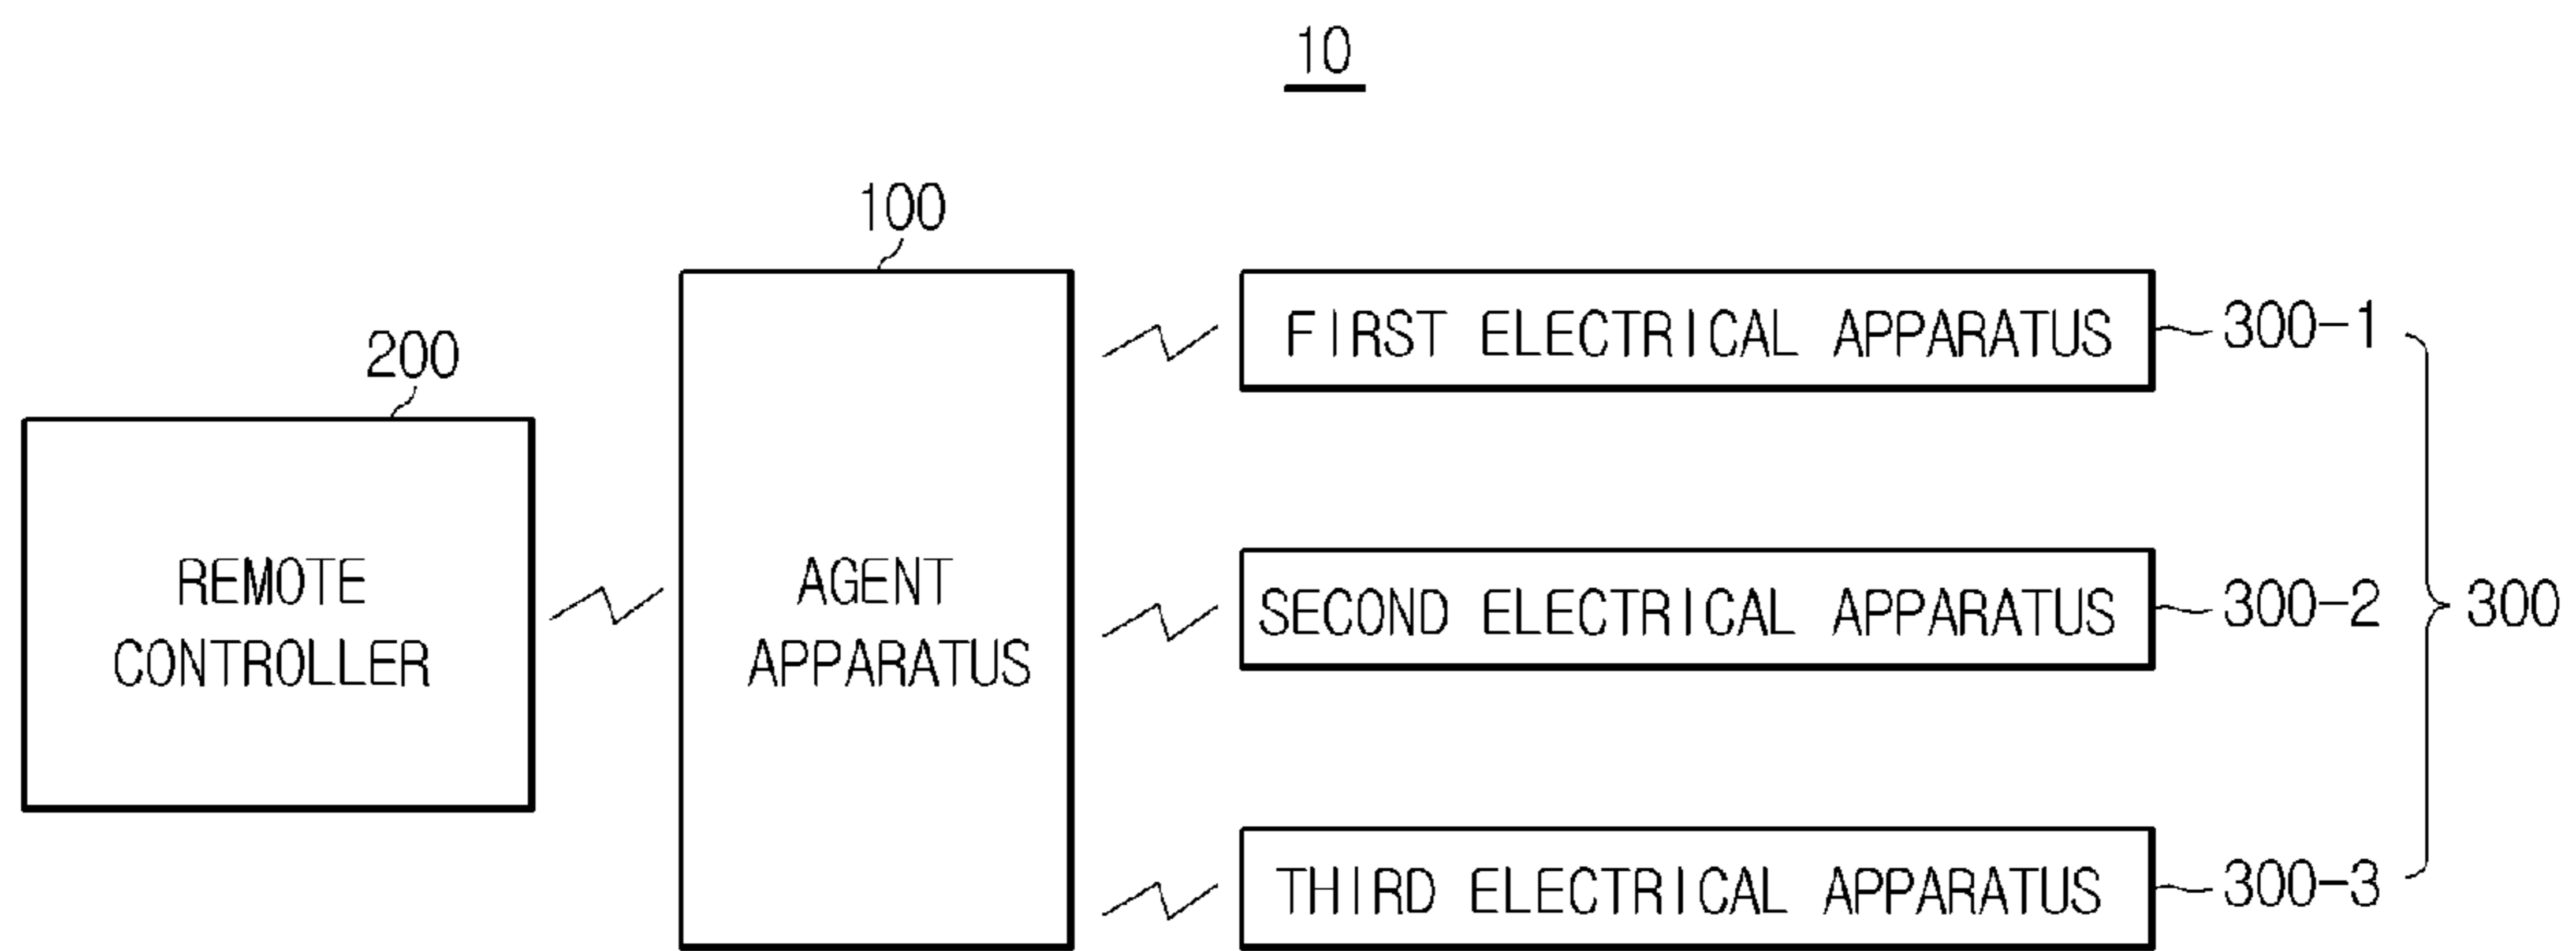 10
100
200
REMOTE
CONTROLLER
AGENT
APPARATUS
FIRST ELECTRICAL APPARATUS
300-1
SECOND ELECTRICAL APPARATUS
300-2
300
THIRD ELECTRICAL APPARATUS
300-3